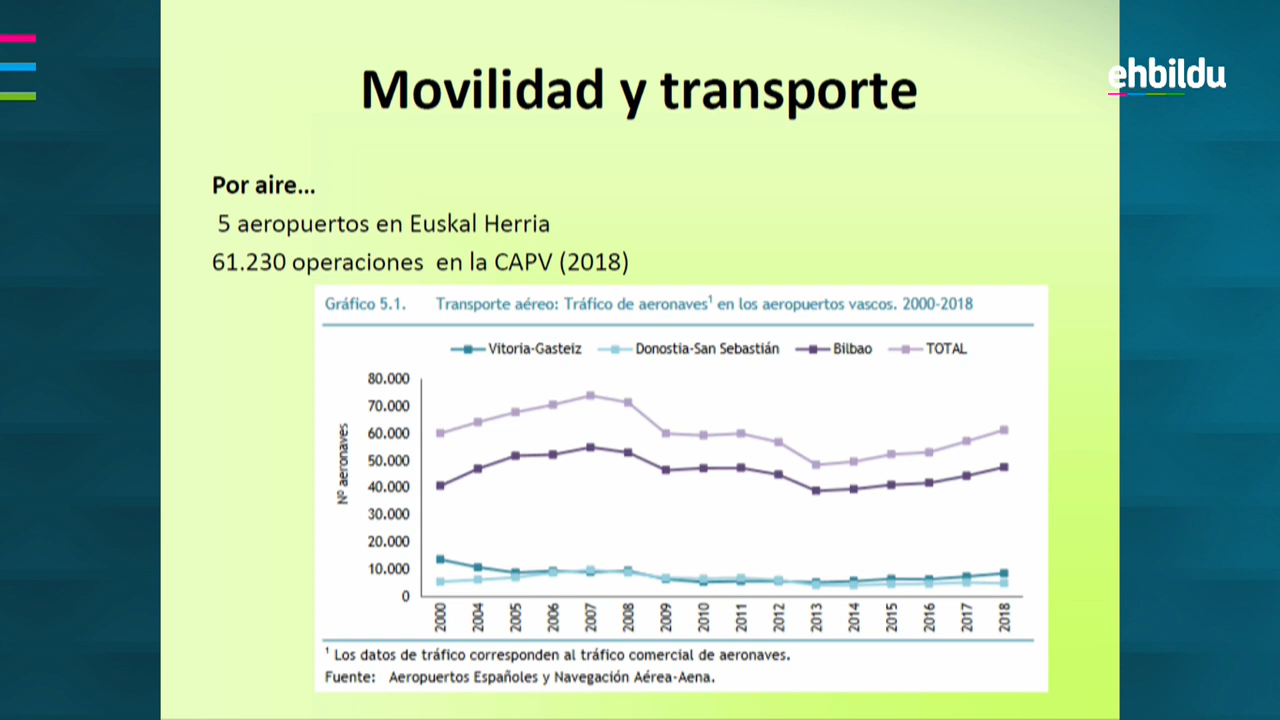 ehbildu
Movilidad y transporte
Por aire...
5 aeropuertos en Euskal Herria
61.230 operaciones en la CAPV (2018)
Gráfico 5.1. Transporte aéreo: Tráfico de aeronaves¹ en los aeropuertos vascos. 2000-2018
Vitoria-Gasteiz Donostia-San Sebastián Bilbao TOTAL
Nº aeronaves
80.000
70.000
60.000
50.000
40.000
30.000
20.000
10.000
0
2000 2004 2005 2006 2007 2008 2009 2010 2011 2012 2013 2014 2015 2016 2017 2018
¹ Los datos de tráfico corresponden al tráfico comercial de aeronaves.
Fuente: Aeropuertos Españoles y Navegación Aérea-Aena.